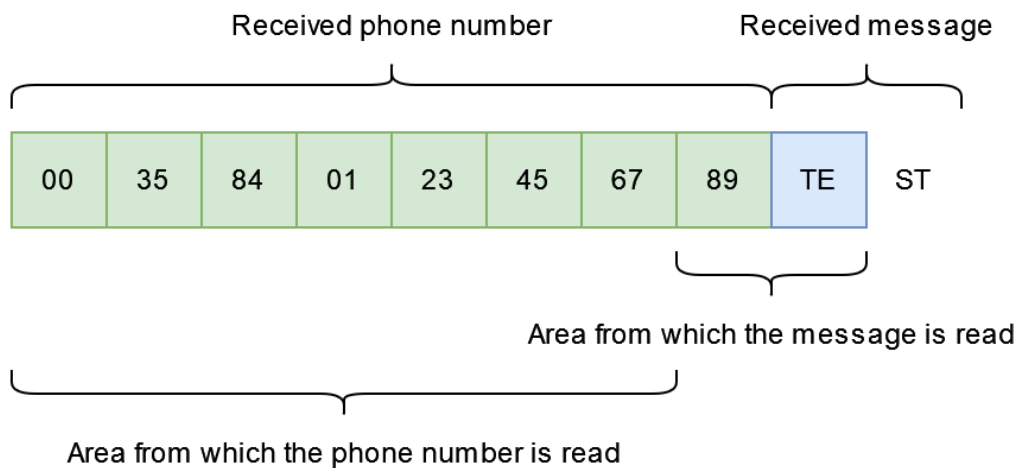 Received phone number Received message
00 35 84 01 23 45 67 89 TE ST
Area from which the message is read
Area from which the phone number is read